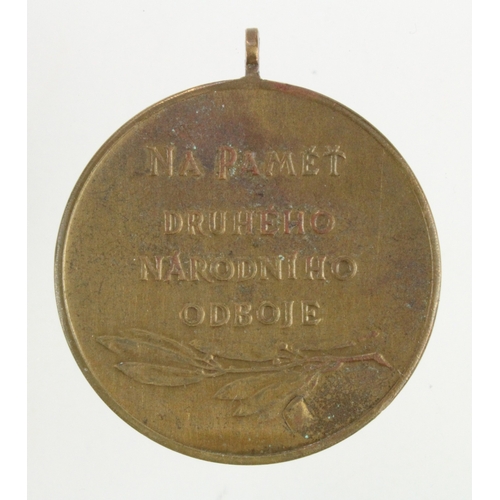 NA PAMĚŤ
DRUHÉHO
NÁRODNÍHO
ODBOJE